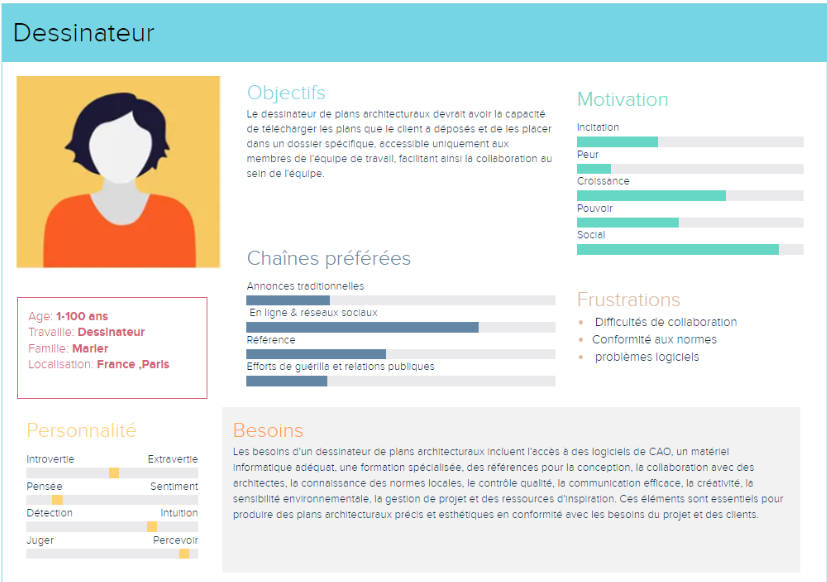 Dessinateur
Objectifs
Le dessinateur de plans architecturaux devrait avoir la capacité
de télécharger les plans que le client a déposés et de les placer
dans un dossier spécifique, accessible uniquement aux
membres de l'équipe de travail, facilitant ainsi la collaboration au
sein de l'équipe.
Motivation
Incitation
Peur
Croissance
Pouvoir
Social
Chaînes préférées
Annonces traditionnelles
En ligne & réseaux sociaux
Référence
Efforts de guérilla et relations publiques
Frustrations
Difficultés de collaboration
Conformité aux normes
problèmes logiciels
Age: 1-100 ans
Travaille: Dessinateur
Famille: Marier
Localisation: France ,Paris
Personnalité
Introvertie Extravertie
Pensée Sentiment
Détection Intuition
Juger Percevoir
Besoins
Les besoins d'un dessinateur de plans architecturaux incluent l'accès à des logiciels de CAO, un matériel
informatique adéquat, une formation spécialisée, des références pour la conception, la collaboration avec des
architectes, la connaissance des normes locales, le contrôle qualité, la communication efficace, la créativité, la
sensibilité environnementale, la gestion de projet et des ressources d'inspiration. Ces éléments sont essentiels pour
produire des plans architecturaux précis et esthétiques en conformité avec les besoins du projet et des clients.